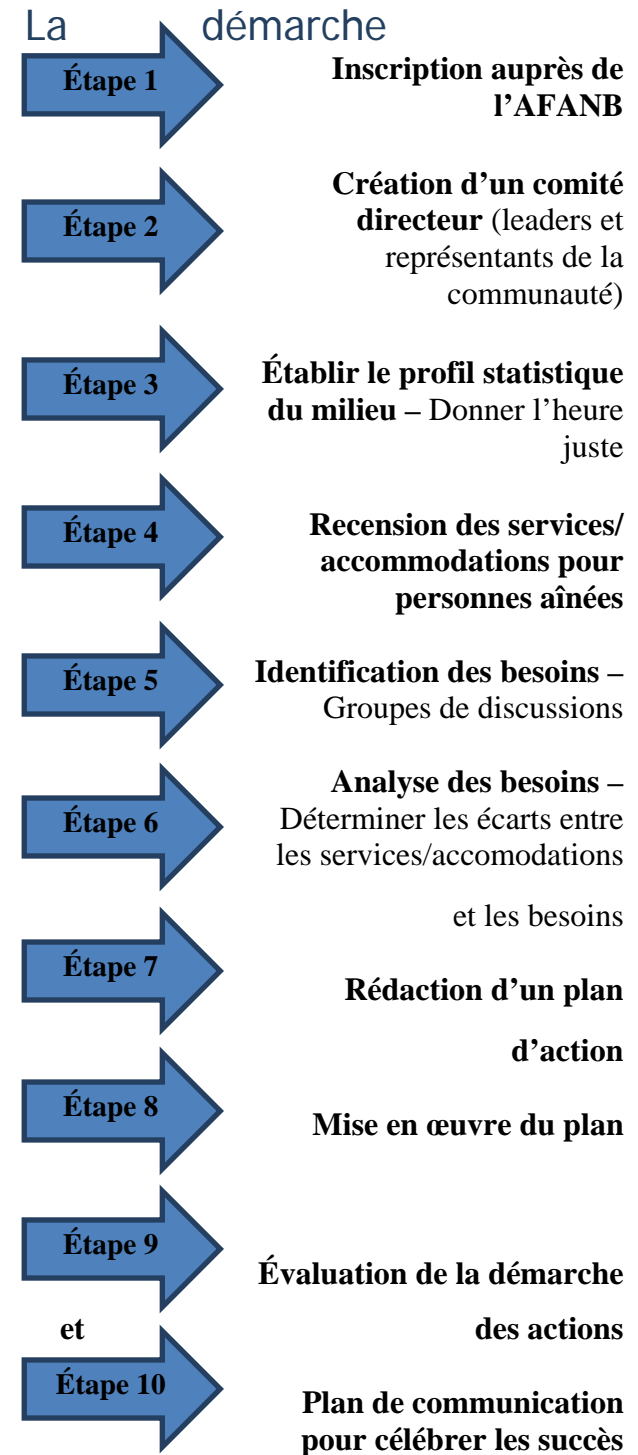 La démarche
Étape 1
Inscription auprès de
l’AFANB
Étape 2
Création d’un comité
directeur (leaders et
représentants de la
communauté)
Étape 3
Établir le profil statistique
du milieu – Donner l’heure
juste
Étape 4
Recension des services/
accommodations pour
personnes aînées
Étape 5
Identification des besoins –
Groupes de discussions
Étape 6
Analyse des besoins –
Déterminer les écarts entre
les services/accomodations
et les besoins
Étape 7
Rédaction d’un plan
d’action
Étape 8
Mise en œuvre du plan
Étape 9
Évaluation de la démarche
et des actions
Étape 10
Plan de communication
pour célébrer les succès